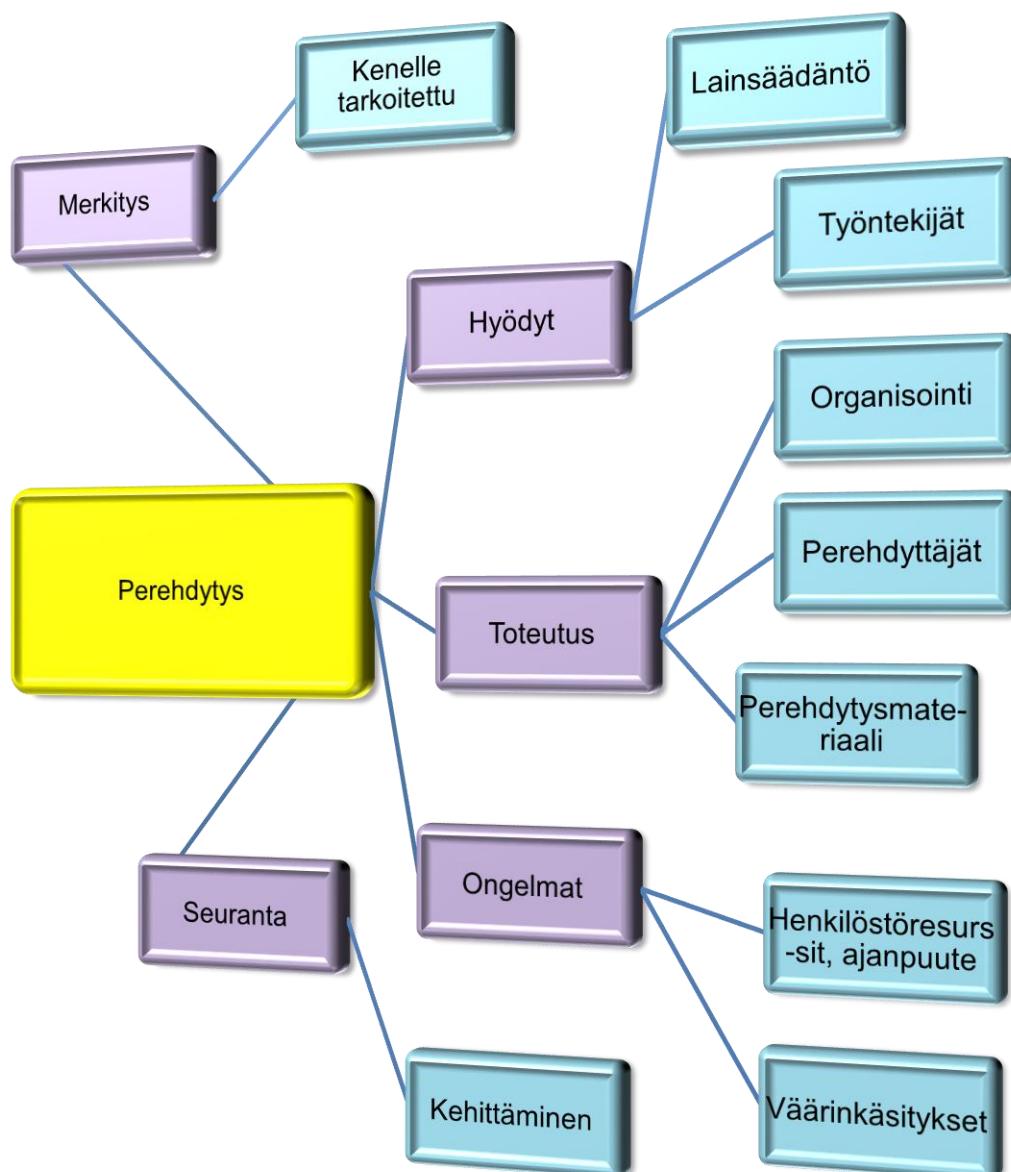 Kenelle
tarkoitettu
Lainsäädäntö
Merkitys
Työntekijät
Hyödyt
Organisointi
Perehdyttäjät
Perehdytys
Toteutus
Perehdytysmate-
riaali
Ongelmat
Seuranta
Henkilöstöresurs
-sit, ajanpuute
Kehittäminen
Väärinkäsitykset